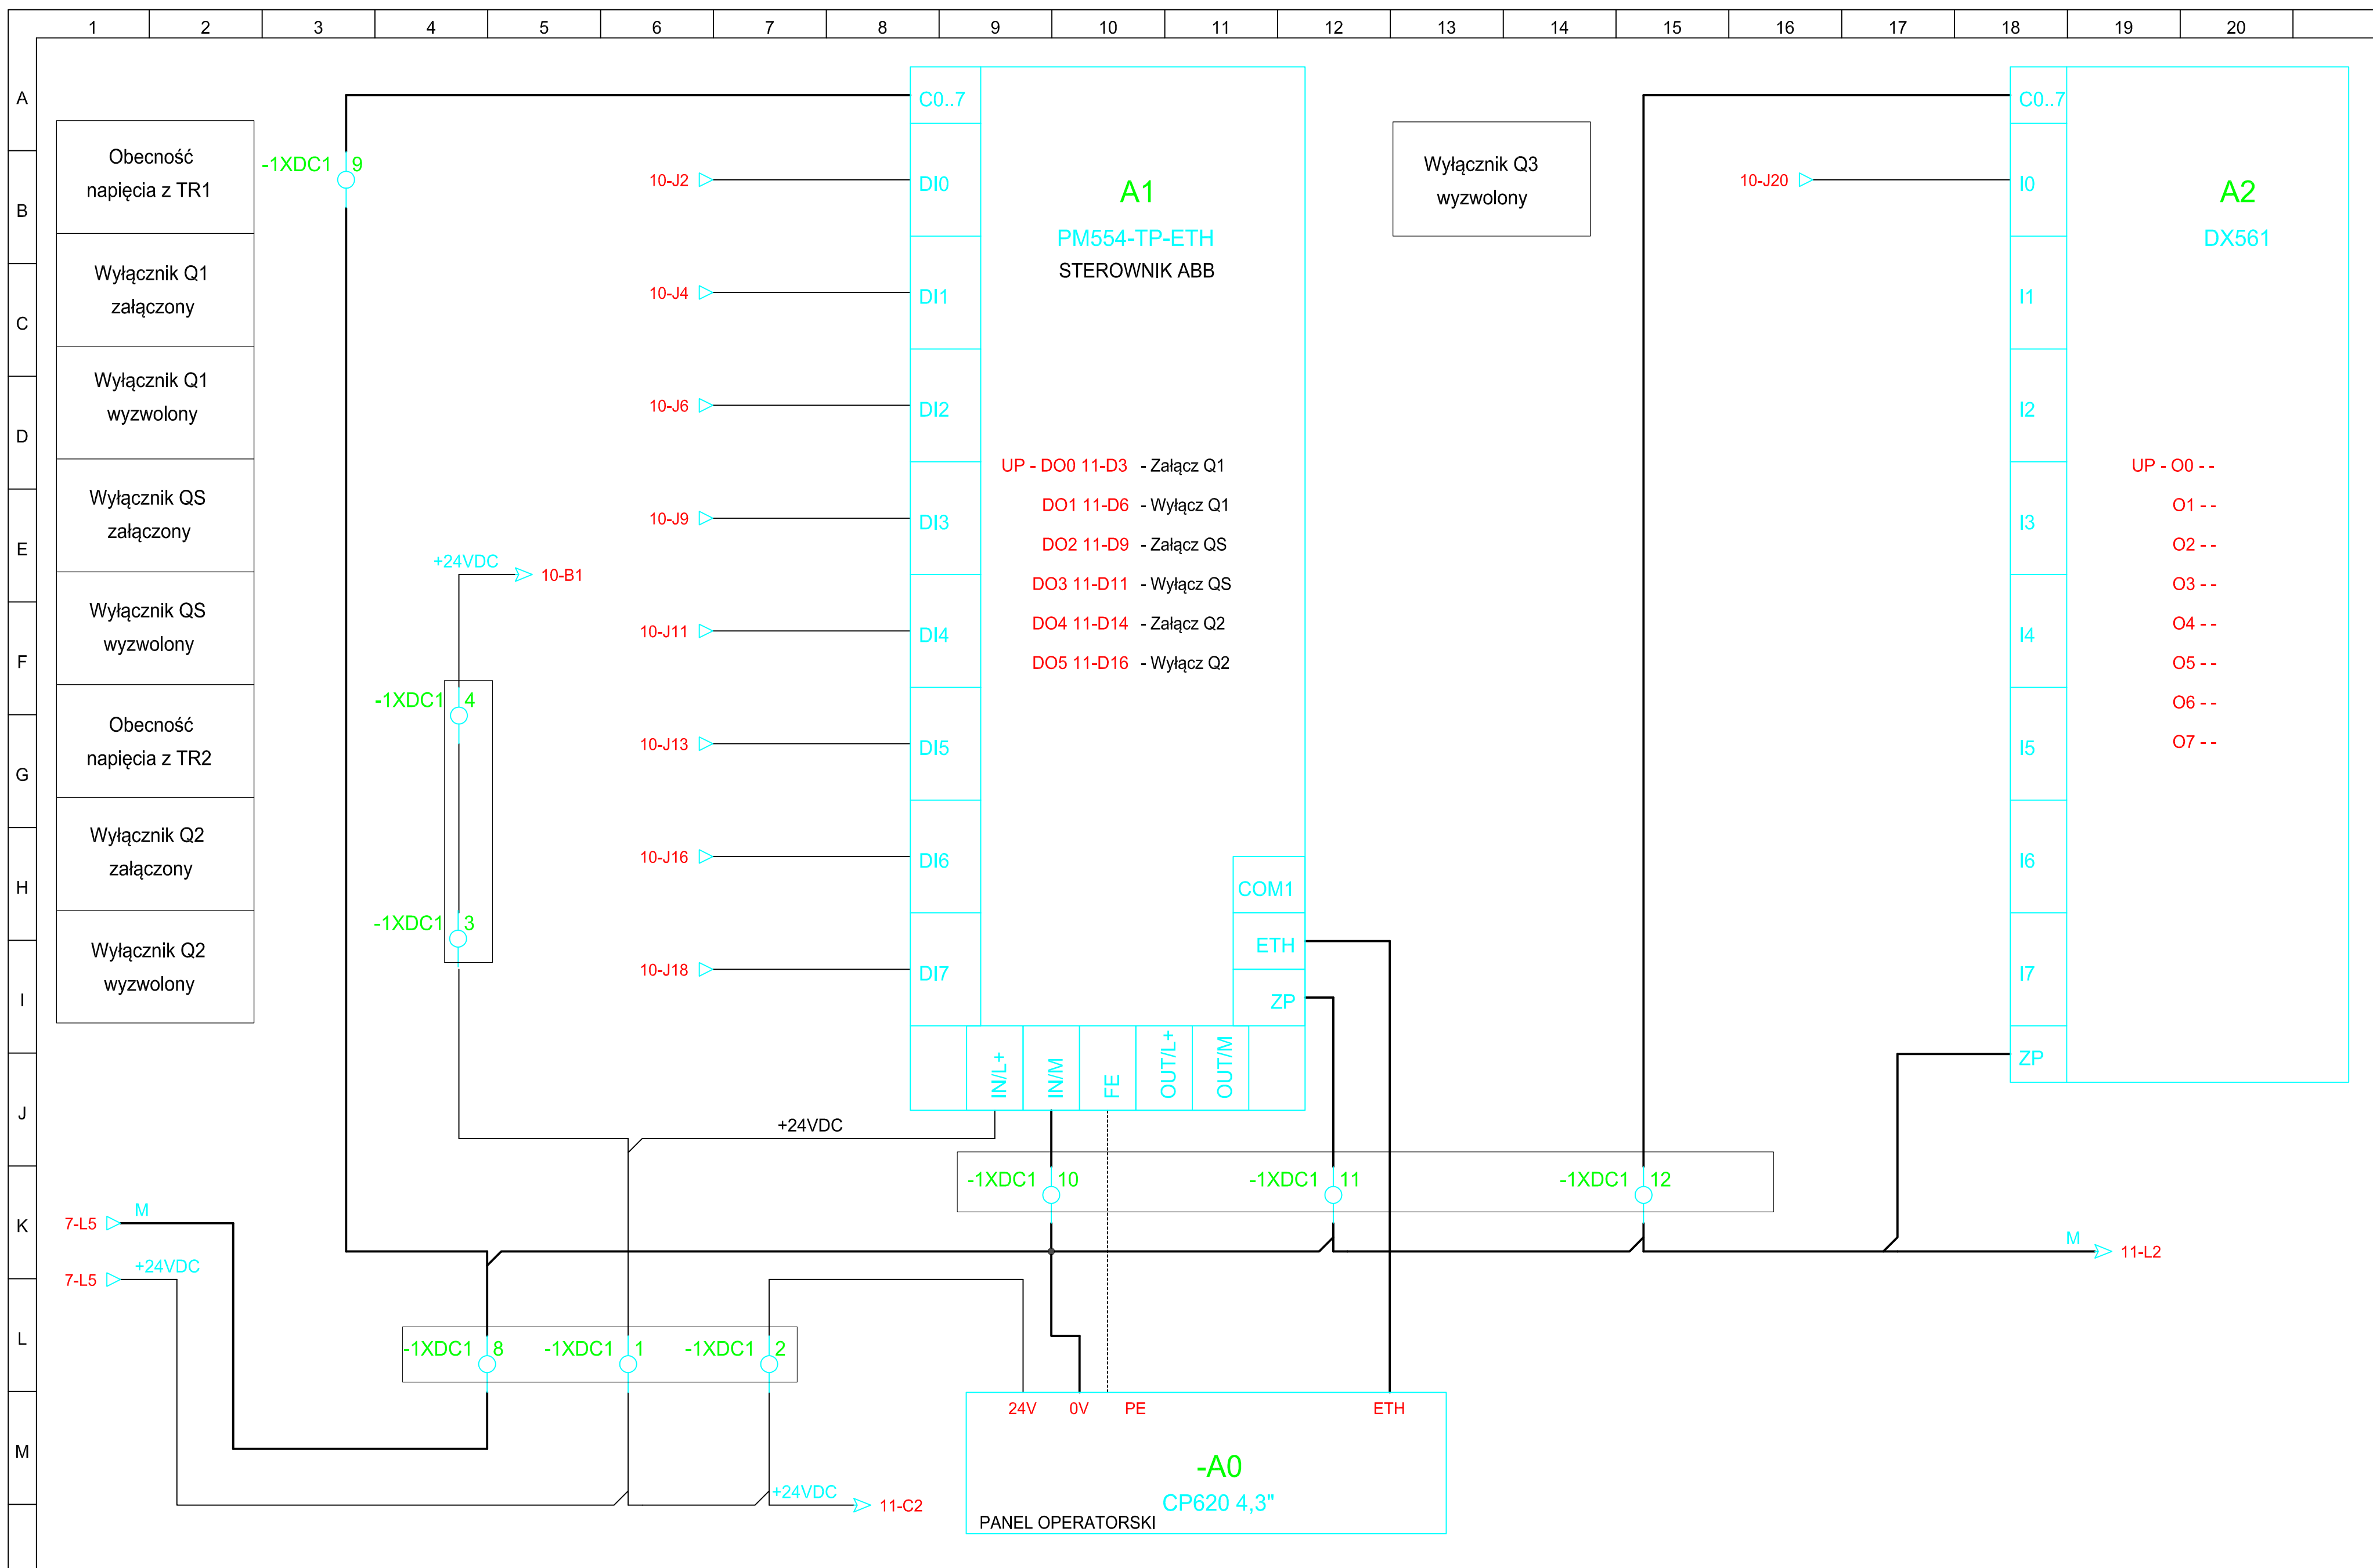 1 2 3 4 5 6 7 8 9 10 11 12 13 14 15 16 17 18 19 20
A
B
C
D
E
F
G
H
I
J
K
L
M
Obecność
napięcia z TR1
Wyłącznik Q1
załączony
Wyłącznik Q1
wyzwolony
Wyłącznik QS
załączony
Wyłącznik QS
wyzwolony
Obecność
napięcia z TR2
Wyłącznik Q2
załączony
Wyłącznik Q2
wyzwolony
-1XDC1 9
+24VDC
10-B1
-1XDC1 4
-1XDC1 3
10-J2
10-J4
10-J6
10-J9
10-J11
10-J13
10-J16
10-J18
C0..7
DI0
DI1
DI2
DI3
DI4
DI5
DI6
DI7
A1
PM554-TP-ETH
STEROWNIK ABB
UP - DO0 11-D3 - Załącz Q1
DO1 11-D6 - Wyłącz Q1
DO2 11-D9 - Załącz QS
DO3 11-D11 - Wyłącz QS
DO4 11-D14 - Załącz Q2
DO5 11-D16 - Wyłącz Q2
COM1
ETH
ZP
IN/L+
IN/M
FE
OUT/L+
OUT/M
Wyłącznik Q3
wyzwolony
10-J20
C0..7
I0
I1
I2
I3
I4
I5
I6
I7
ZP
A2
DX561
UP - O0 - -
O1 - -
O2 - -
O3 - -
O4 - -
O5 - -
O6 - -
O7 - -
+24VDC
-1XDC1 10
-1XDC1 11
-1XDC1 12
7-L5 M
7-L5 +24VDC
M 11-L2
-1XDC1 8
-1XDC1 1
-1XDC1 2
+24VDC 11-C2
24V 0V PE ETH
-A0
CP620 4,3"
PANEL OPERATORSKI